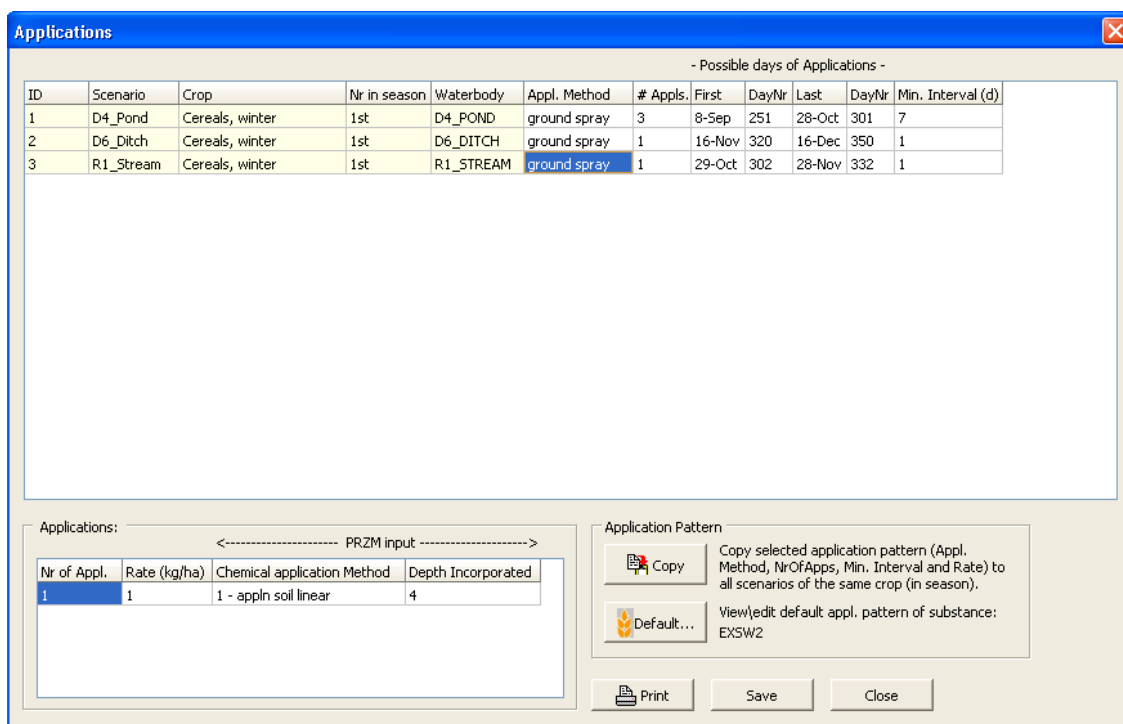 Applications
- Possible days of Applications -
ID Scenario Crop Nr in season Waterbody Appl. Method # Appls. First DayNr Last DayNr Min. Interval (d)
1 D4_Pond Cereals, winter 1st D4_POND ground spray 3 8-Sep 251 28-Oct 301 7
2 D6_Ditch Cereals, winter 1st D6_DITCH ground spray 1 16-Nov 320 16-Dec 350 1
3 R1_Stream Cereals, winter 1st R1_STREAM ground spray 1 29-Oct 302 28-Nov 332 1
Applications:
<---------------------- PRZM input -------------------->
Nr of Appl. Rate (kg/ha) Chemical application Method Depth Incorporated
1 1 1 - appln soil linear 4
Application Pattern
Copy
Copy selected application pattern (Appl.
Method, NrOfApps, Min. Interval and Rate) to
all scenarios of the same crop (in season).
Default...
View\edit default appl. pattern of substance:
EXSW2
Print Save Close